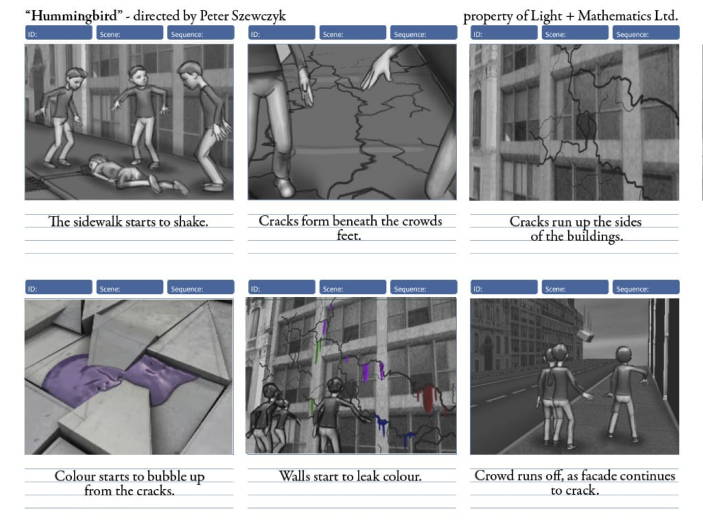 “Hummingbird” - directed by Peter Szewczyk
property of Light + Mathematics Ltd.
ID: Scene: Sequence:
ID: Scene: Sequence:
ID: Scene: Sequence:
The sidewalk starts to shake.
Cracks form beneath the crowds
feet.
Cracks run up the sides
of the buildings.
ID: Scene: Sequence:
ID: Scene: Sequence:
ID: Scene: Sequence:
Colour starts to bubble up
from the cracks.
Walls start to leak colour.
Crowd runs off, as facade continues
to crack.